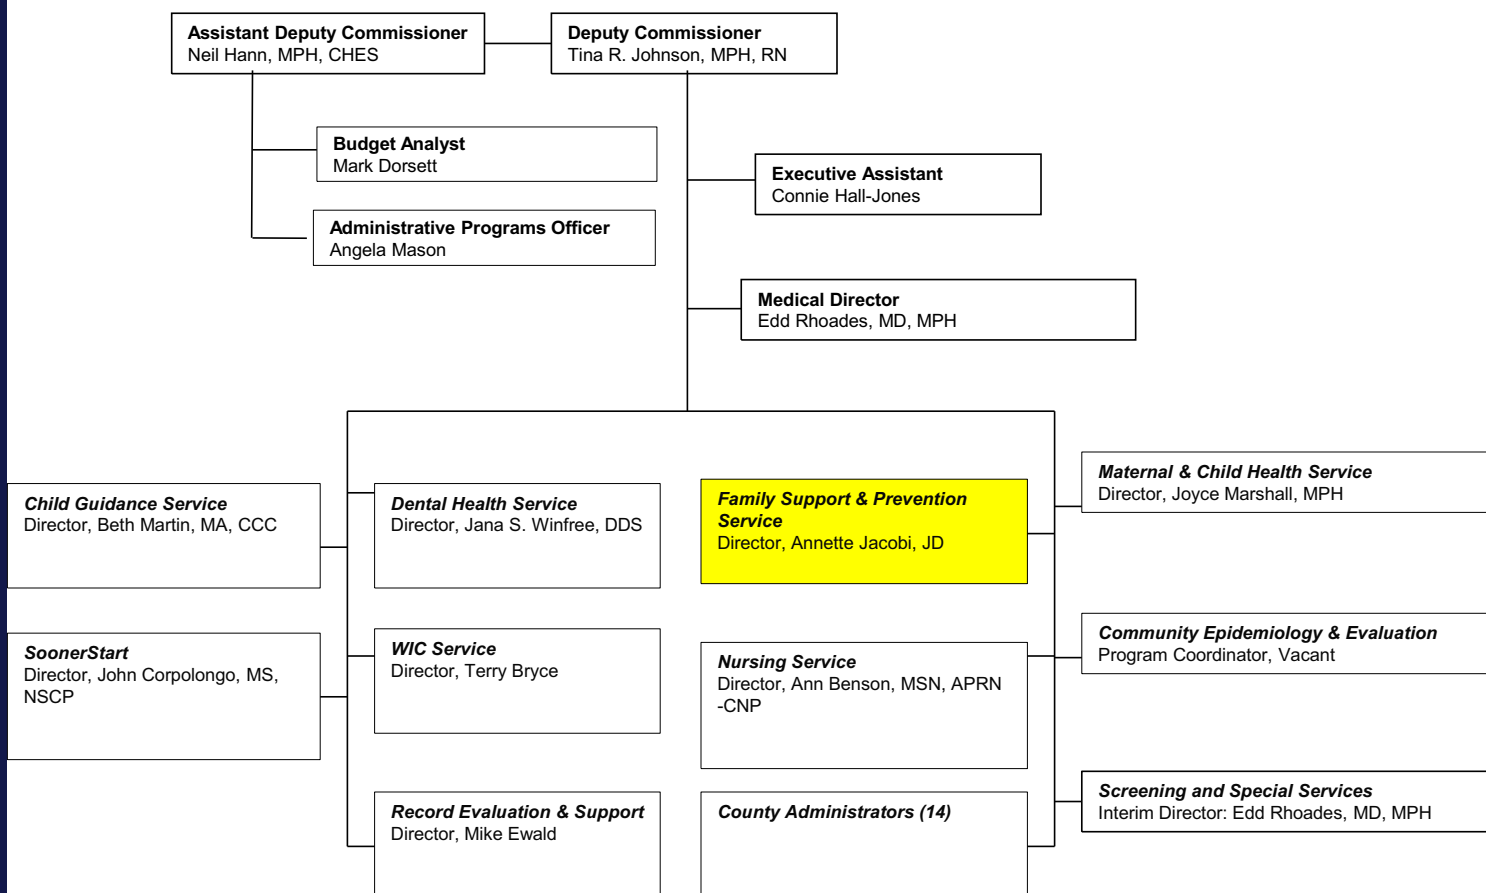 Assistant Deputy Commissioner
Neil Hann, MPH, CHES
Deputy Commissioner
Tina R. Johnson, MPH, RN
Budget Analyst
Mark Dorsett
Executive Assistant
Connie Hall-Jones
Administrative Programs Officer
Angela Mason
Medical Director
Edd Rhoades, MD, MPH
Child Guidance Service
Director, Beth Martin, MA, CCC
Dental Health Service
Director, Jana S. Winfree, DDS
Family Support & Prevention
Service
Director, Annette Jacobi, JD
Maternal & Child Health Service
Director, Joyce Marshall, MPH
SoonerStart
Director, John Corpolongo, MS,
NSCP
WIC Service
Director, Terry Bryce
Nursing Service
Director, Ann Benson, MSN, APRN
-CNP
Community Epidemiology & Evaluation
Program Coordinator, Vacant
Record Evaluation & Support
Director, Mike Ewald
County Administrators (14)
Screening and Special Services
Interim Director: Edd Rhoades, MD, MPH